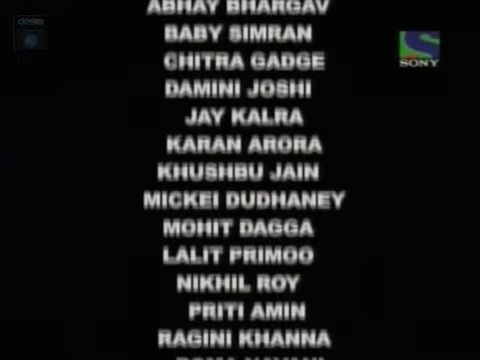 ABHAY BHARGAV
BABY SIMRAN
CHITRA GADGE
DAMINI JOSHI
JAY KALRA
KARAN ARORA
KHUSHBU JAIN
MICKEI DUDHANEY
MOHIT DAGGA
LALIT PRIMOO
NIKHIL ROY
PRITI AMIN
RAGINI KHANNA
SONY